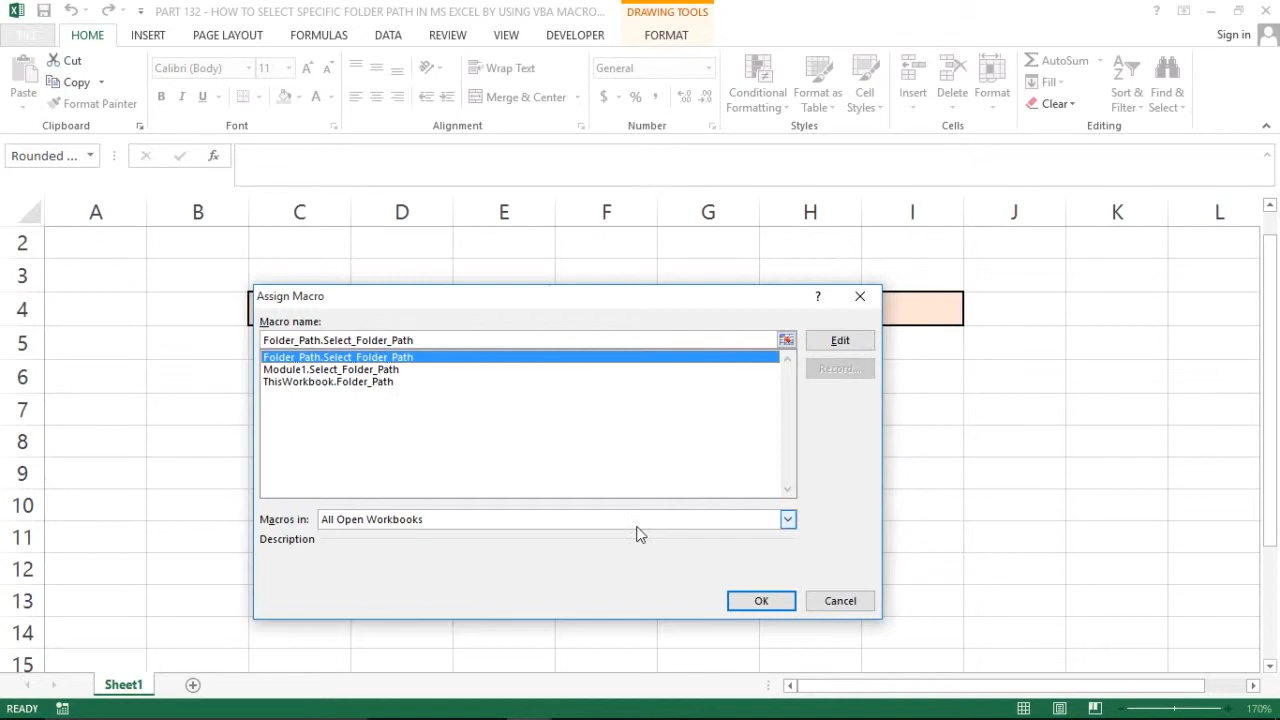 PART 132 - HOW TO SELECT SPECIFIC FOLDER PATH IN MS EXCEL BY USING VBA MACRO...
DRAWING TOOLS
?
FILE HOME INSERT PAGE LAYOUT FORMULAS DATA REVIEW VIEW DEVELOPER FORMAT Sign in
Paste
Cut
Copy
Format Painter
Clipboard
Calibri (Body) 11 A A
B I U A
Font
Wrap Text
Merge & Center
Alignment
General
$ % ,
Number
Conditional Formatting
Format as Table
Cell Styles
Styles
Insert Delete Format
Cells
AutoSum
Fill
Clear
Sort & Filter
Find & Select
Editing
Rounded ... fx
A B C D E F G H I J K L
2
3
4
5
6
7
8
9
10
11
12
13
14
15
Assign Macro ?
Macro name:
Folder_Path.Select_Folder_Path
Edit
Folder_Path.Select_Folder_Path
Module1.Select_Folder_Path
ThisWorkbook.Folder_Path
Record...
Macros in: All Open Workbooks
Description
OK Cancel
Sheet1
READY 170%